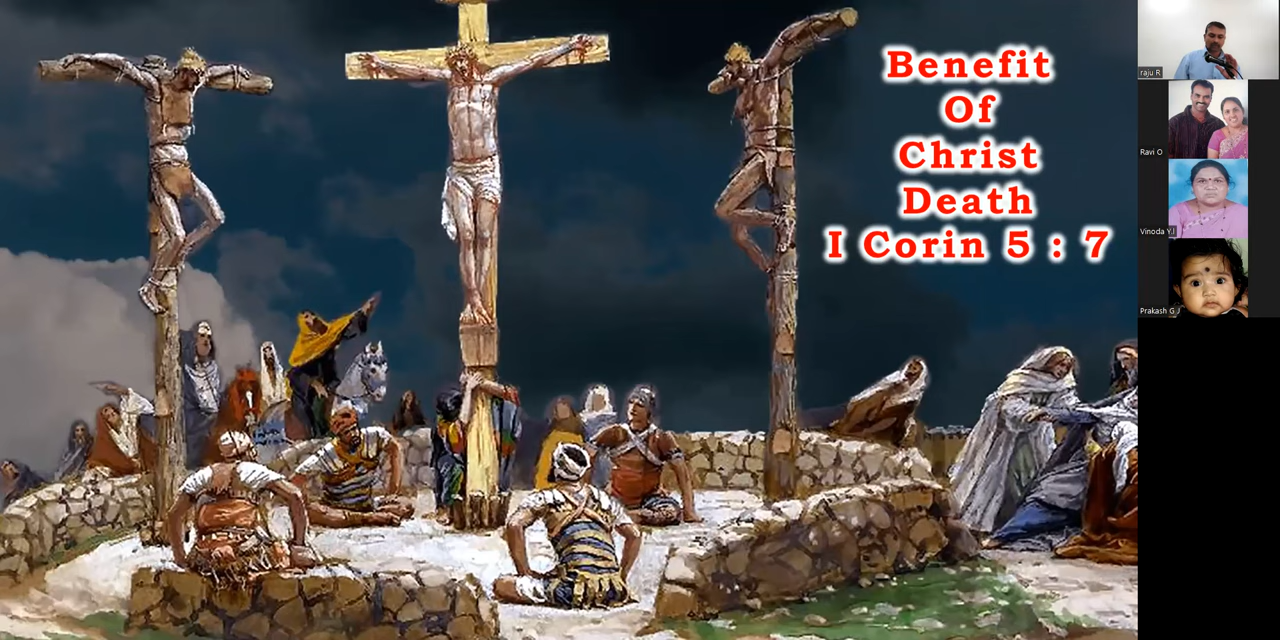 Benefit
Of
Christ
Death
I Corin 5 : 7
raju R
Ravi O
Vinoda Y.l
Prakash G J